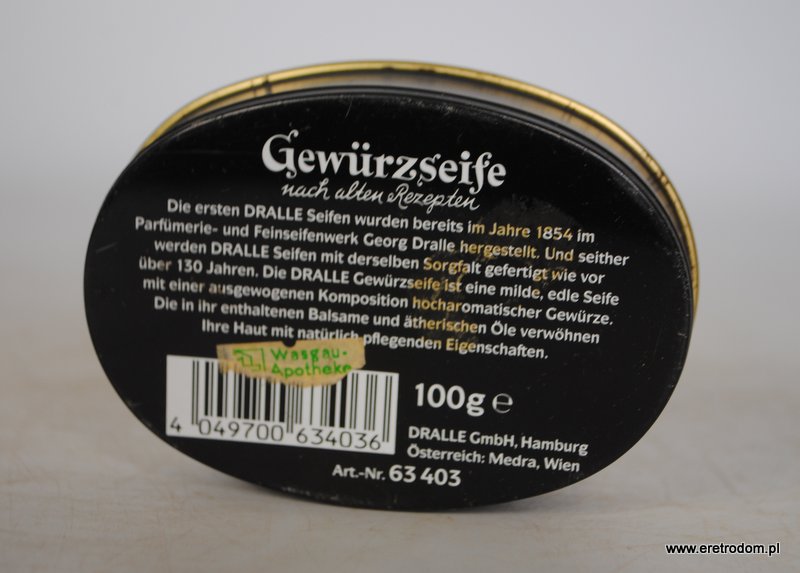 Gewürzseife
nach alten Rezepten
Die ersten DRALLE Seifen wurden bereits im Jahre 1854 im
Parfümerie- und Feinseifenwerk Georg Dralle hergestellt. Und seither
werden DRALLE Seifen mit derselben Sorgfalt gefertigt wie vor
über 130 Jahren. Die DRALLE Gewürzseife ist eine milde, edle Seife
mit einer ausgewogenen Komposition hocharomatischer Gewürze.
Die in ihr enthaltenen Balsame und ätherischen Öle verwöhnen
Ihre Haut mit natürlich pflegenden Eigenschaften.
Wasgau-
Apotheke
4 049700 634036
100g e
DRALLE GmbH, Hamburg
Österreich: Medra, Wien
Art.-Nr. 63 403
www.eretrodom.pl